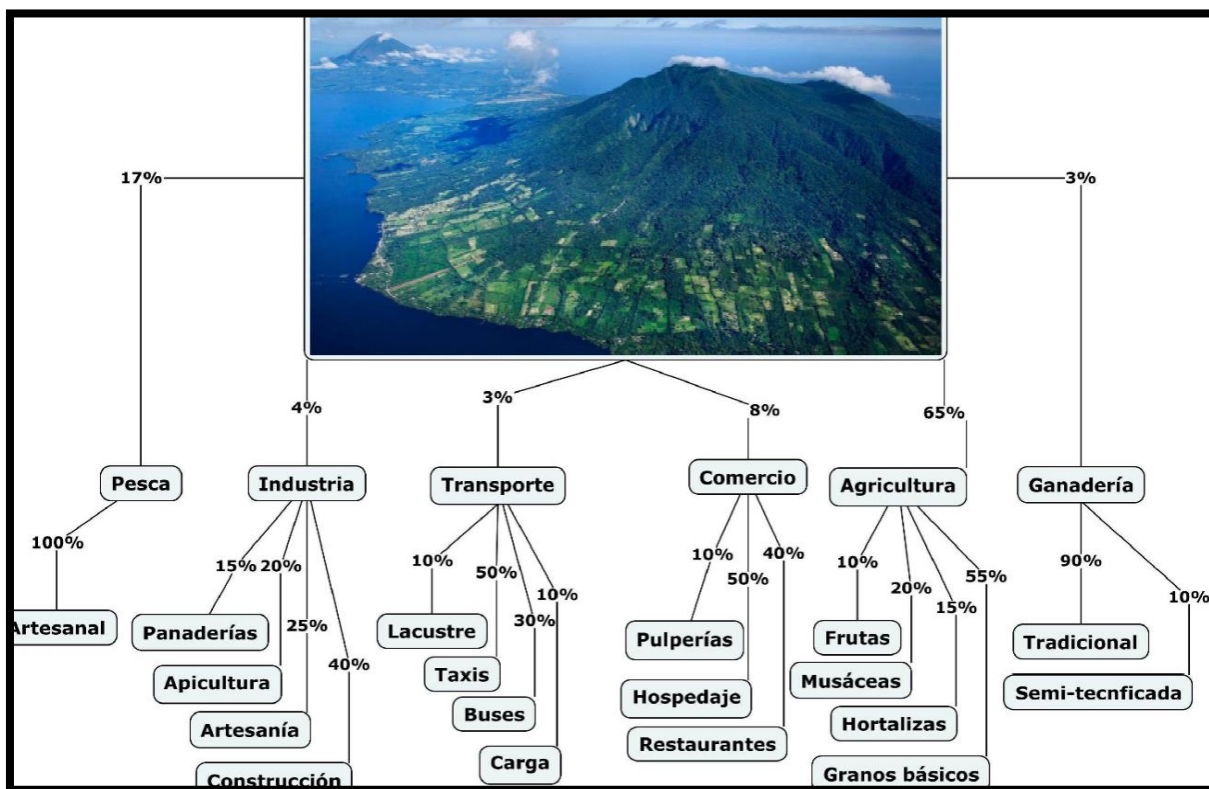 17%
3%
4%
3%
8%
65%
Pesca
Industria
Transporte
Comercio
Agricultura
Ganadería
100%
15%
20%
25%
40%
10%
50%
30%
10%
10%
50%
40%
10%
20%
15%
55%
90%
10%
Artesanal
Panaderías
Apicultura
Artesanía
Construcción
Lacustre
Taxis
Buses
Carga
Pulperías
Hospedaje
Restaurantes
Frutas
Musáceas
Hortalizas
Granos básicos
Tradicional
Semi-tecnficada